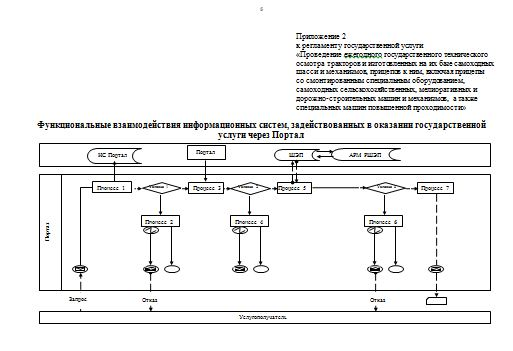 Приложение 2
к регламенту государственной услуги
«Проведение ежегодного государственного технического
осмотра тракторов и изготовленных на их базе самоходных
шасси и механизмов, прицепов к ним, включая прицепы
со смонтированным специальным оборудованием,
самоходных сельскохозяйственных, мелиоративных и
дорожно-строительных машин и механизмов, а также
специальных машин повышенной проходимости»
Функциональные взаимодействия информационных систем, задействованных в оказании государственной
услуги через Портал
ИС Портал
Портал
ШЭП
АРМ РШЭП
Процесс 1
Процесс 3
Процесс 5
Процесс 7
Процесс 2
Процесс 4
Процесс 6
Портал
Запрос
Отказ
Отказ
Услугополучатель